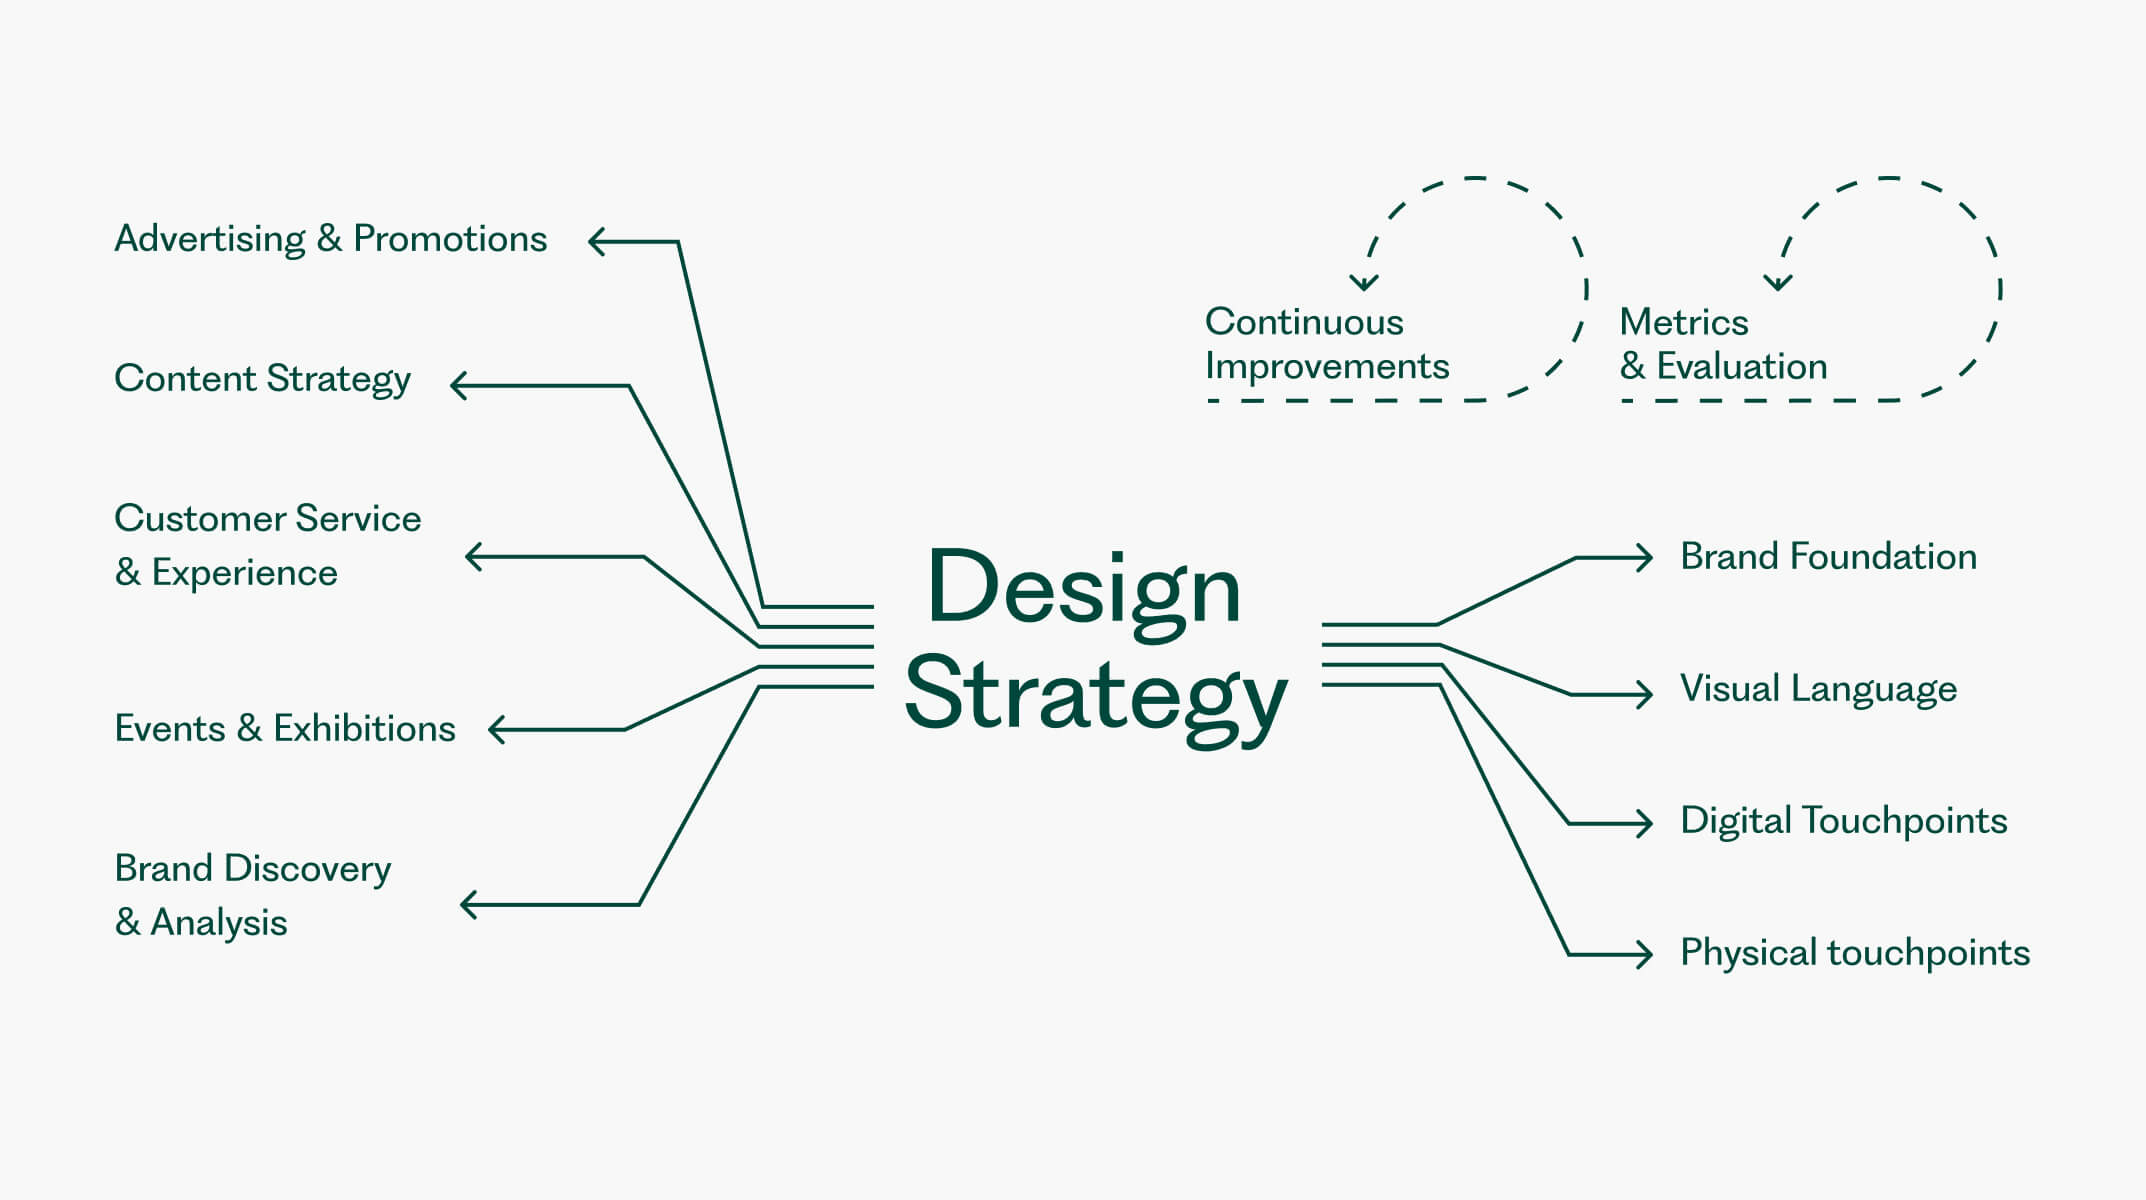 Advertising & Promotions
Content Strategy
Customer Service
& Experience
Events & Exhibitions
Brand Discovery
& Analysis
Design
Strategy
Continuous
Improvements
Metrics
& Evaluation
Brand Foundation
Visual Language
Digital Touchpoints
Physical touchpoints